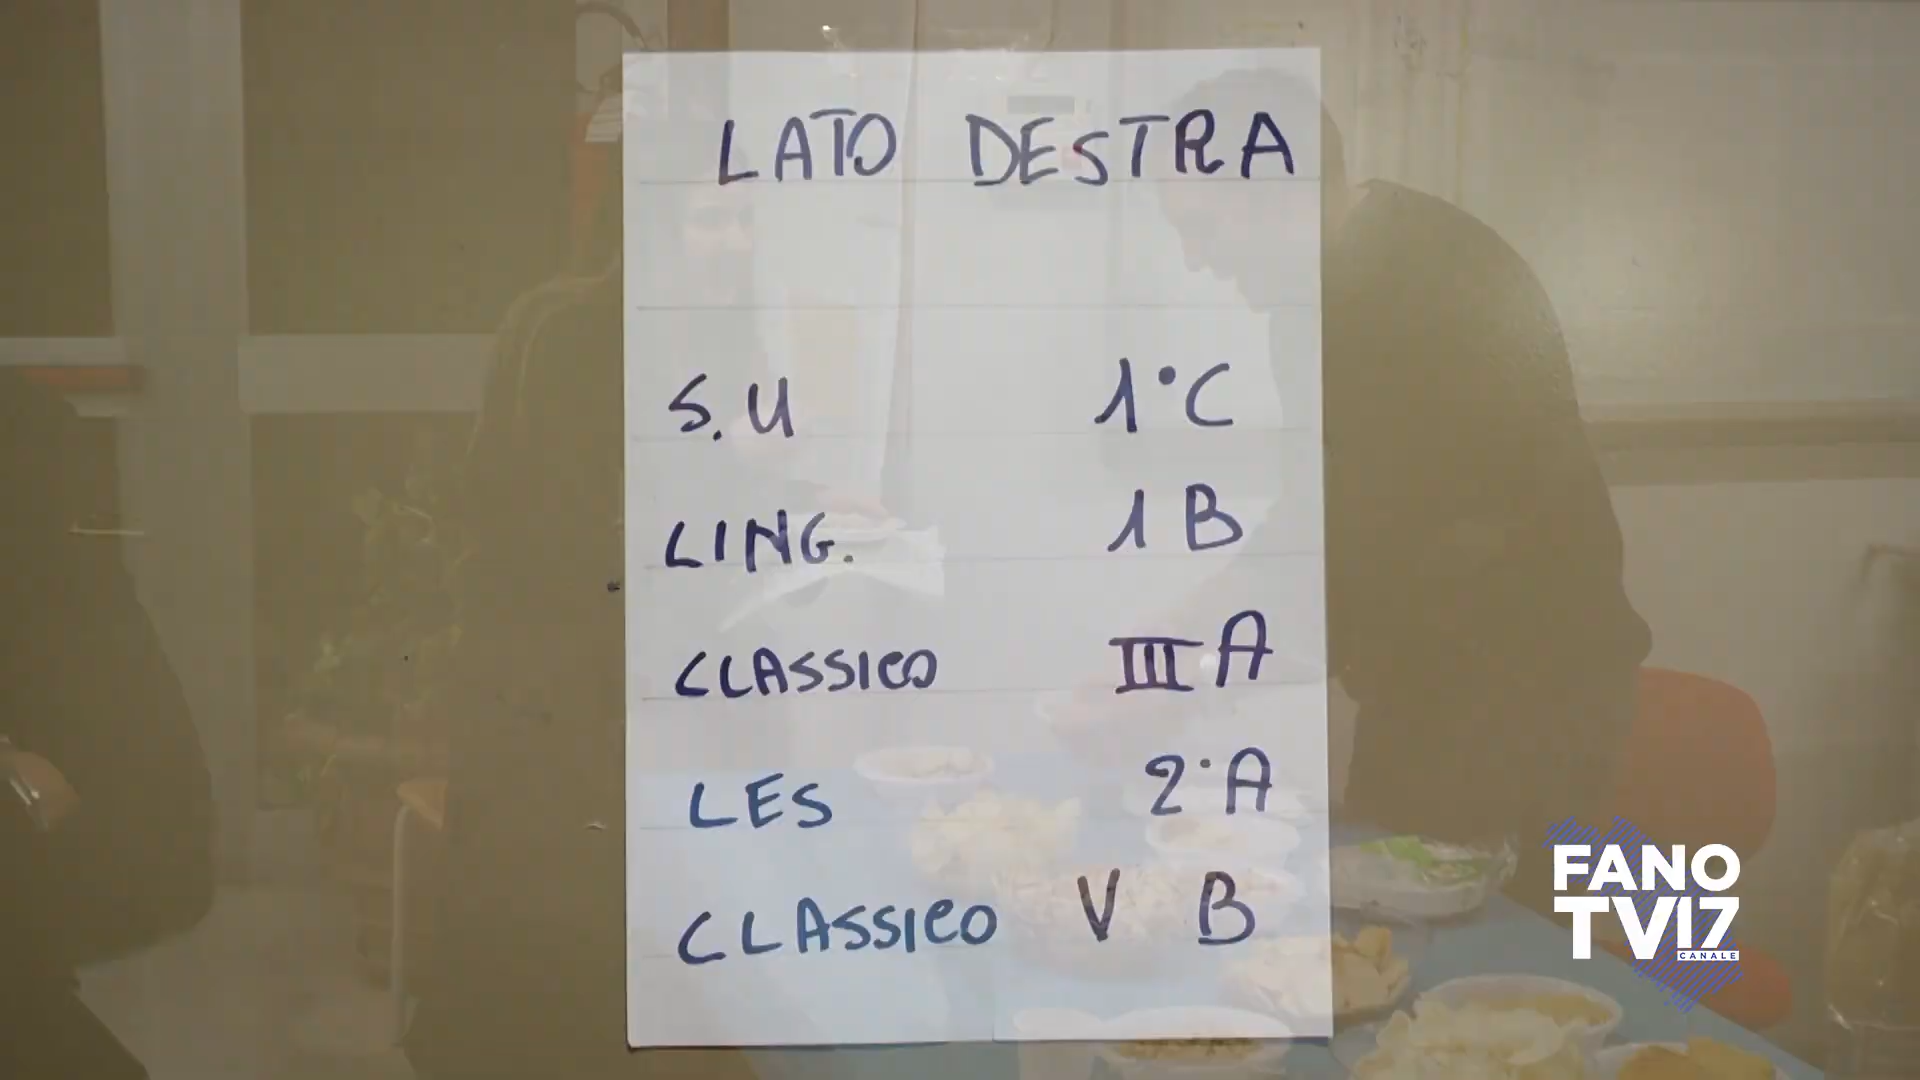 LATO DESTRA
S.U 1°C
LING. 1 B
CLASSICO III A
LES 2°A
CLASSICO V B
FANO
TV17
CANALE